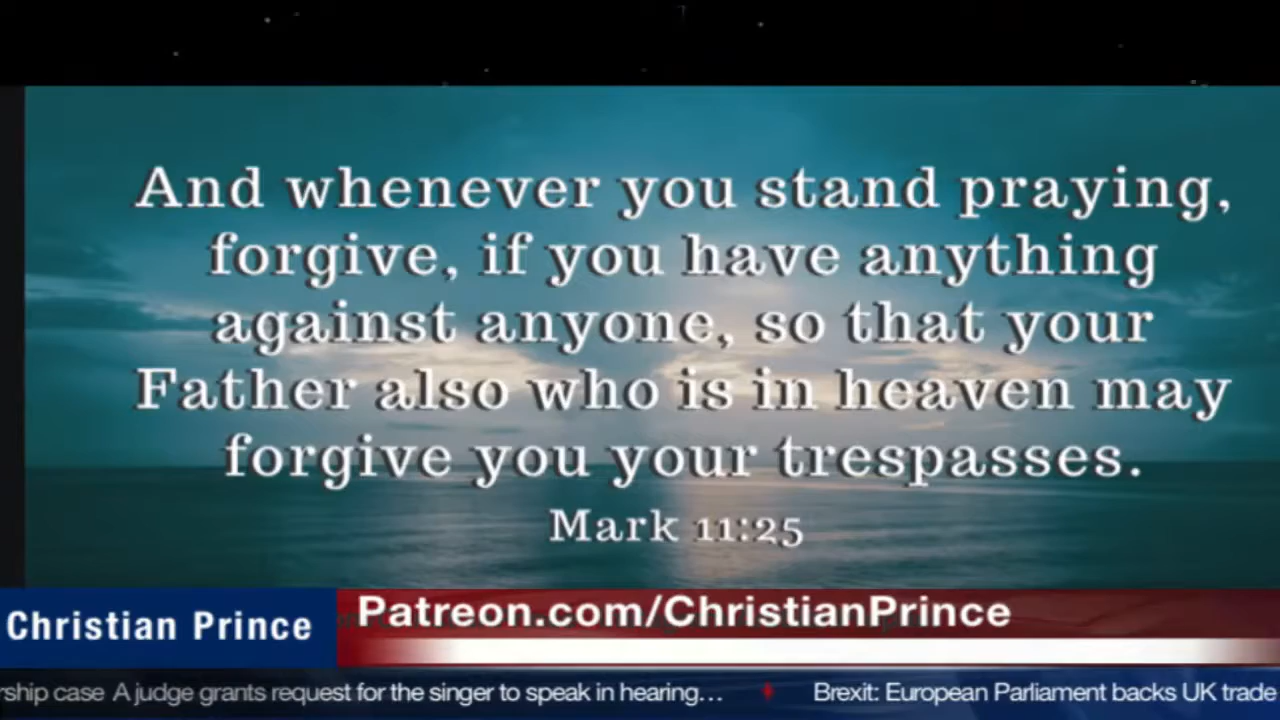 And whenever you stand praying,
forgive, if you have anything
against anyone, so that your
Father also who is in heaven may
forgive you your trespasses.
Mark 11:25
Patreon.com/ChristianPrince
Christian Prince
rship case A judge grants request for the singer to speak in hearing... Brexit: European Parliament backs UK trade